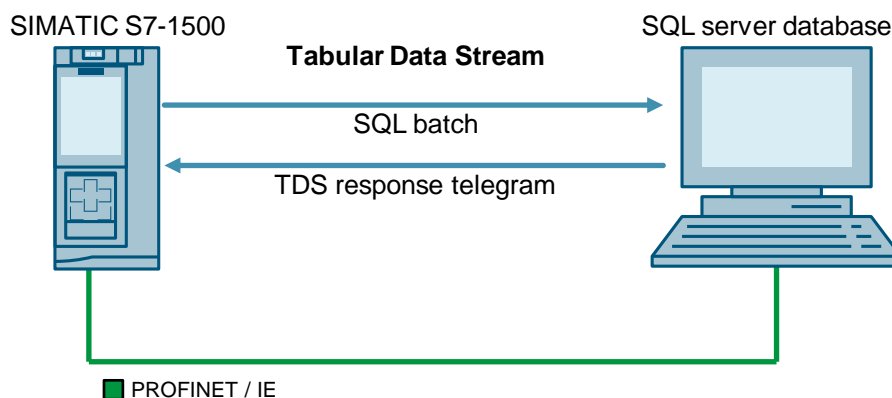 SIMATIC S7-1500
SQL server database
Tabular Data Stream
SQL batch
TDS response telegram
PROFINET / IE